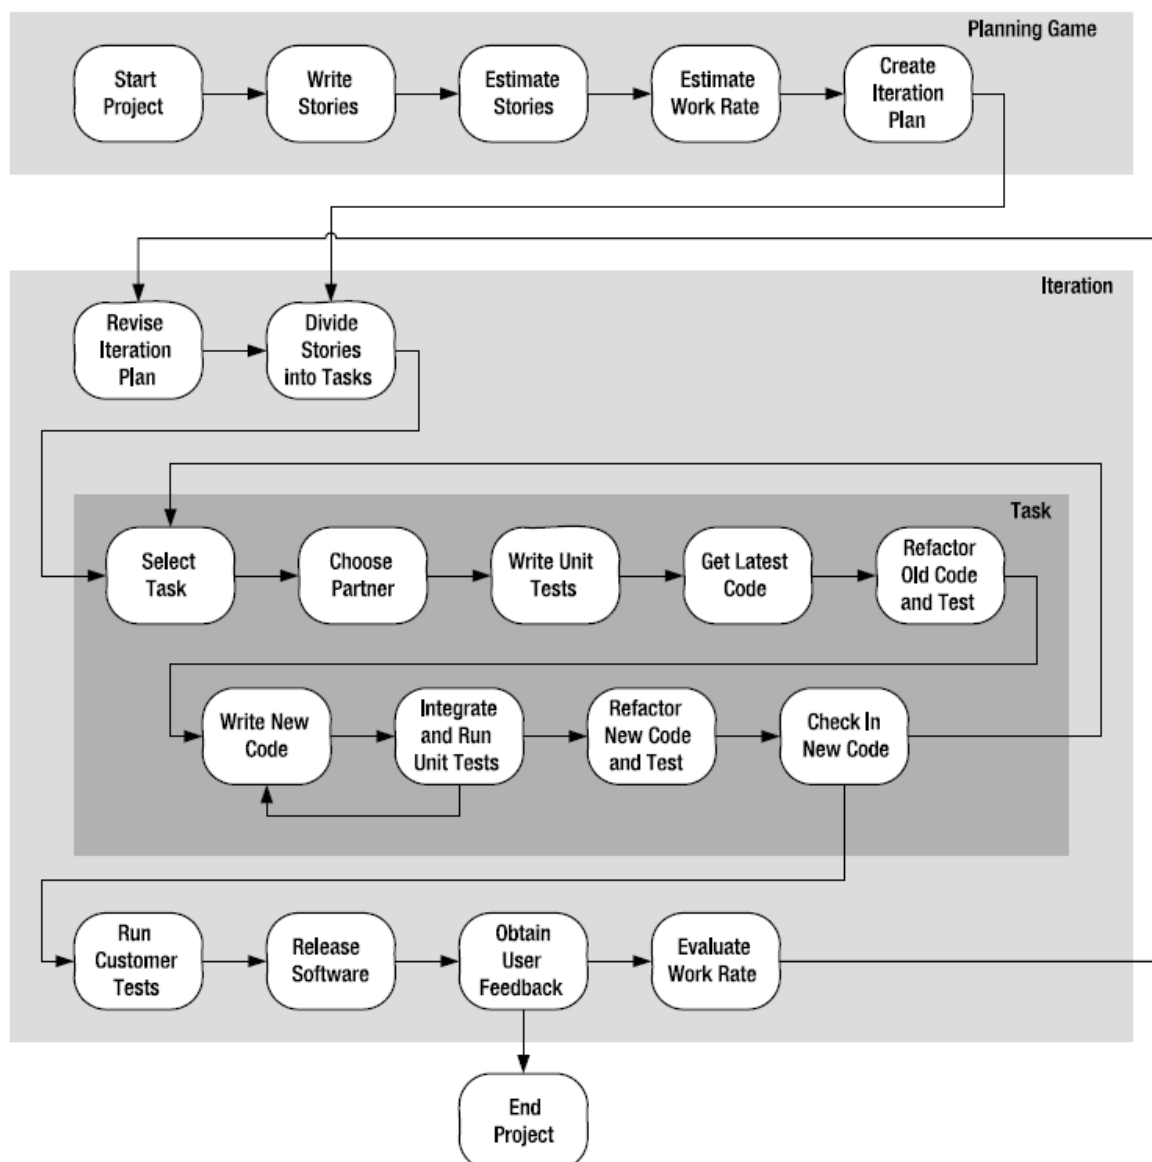 Planning Game
Start
Project
Write
Stories
Estimate
Stories
Estimate
Work Rate
Create
Iteration
Plan
Iteration
Revise
Iteration
Plan
Divide
Stories
into Tasks
Task
Select
Task
Choose
Partner
Write Unit
Tests
Get Latest
Code
Refactor
Old Code
and Test
Write New
Code
Integrate
and Run
Unit Tests
Refactor
New Code
and Test
Check In
New Code
Run
Customer
Tests
Release
Software
Obtain
User
Feedback
Evaluate
Work Rate
End
Project